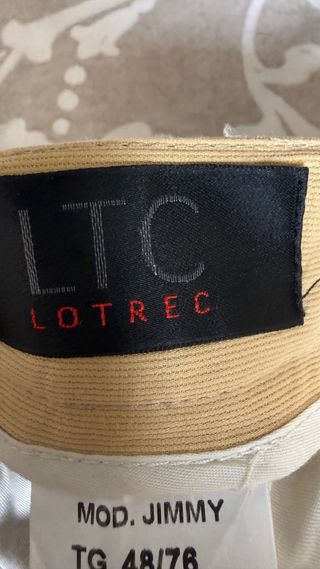 LTC
LOTREC
MOD. JIMMY
TG 48/76